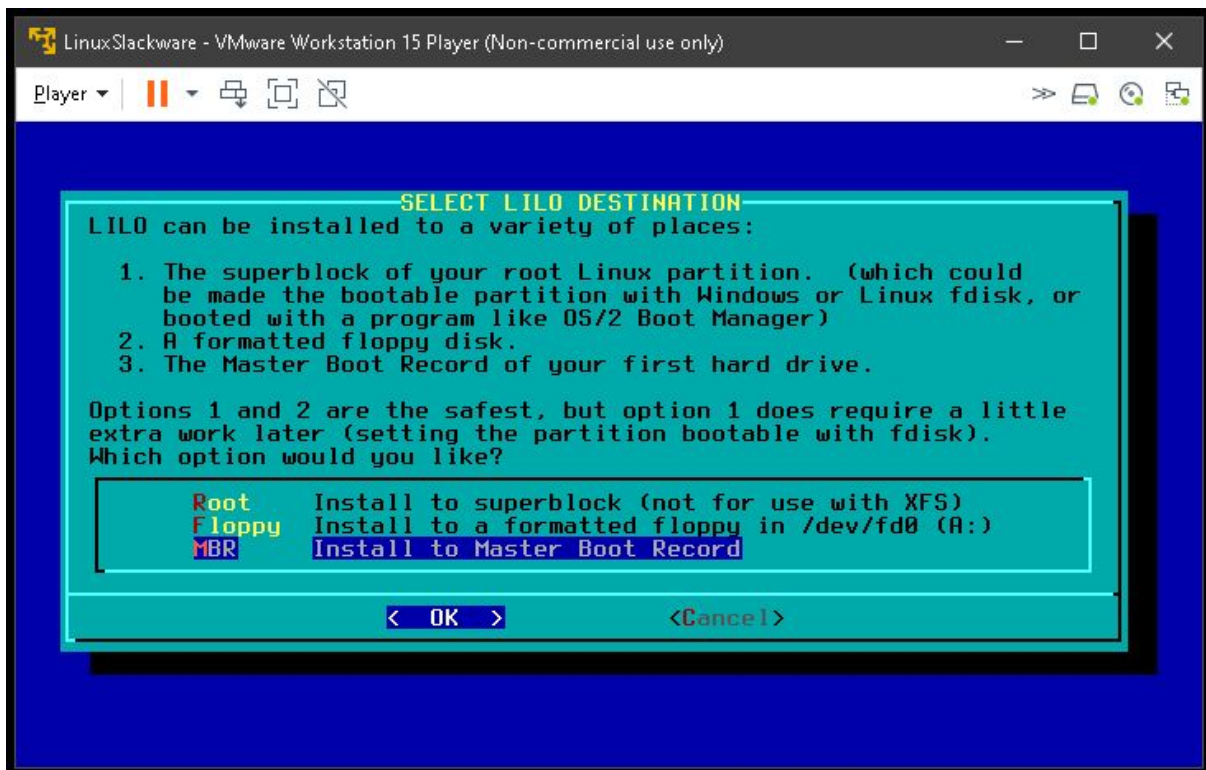 LinuxSlackware - VMware Workstation 15 Player (Non-commercial use only)
Player
SELECT LILO DESTINATION
LILO can be installed to a variety of places:
1. The superblock of your root Linux partition. (which could
be made the bootable partition with Windows or Linux fdisk, or
booted with a program like OS/2 Boot Manager)
2. A formatted floppy disk.
3. The Master Boot Record of your first hard drive.
Options 1 and 2 are the safest, but option 1 does require a little
extra work later (setting the partition bootable with fdisk).
Which option would you like?
Root Install to superblock (not for use with XFS)
Floppy Install to a formatted floppy in /dev/fd0 (A:)
MBR Install to Master Boot Record
< OK > <Cancel>